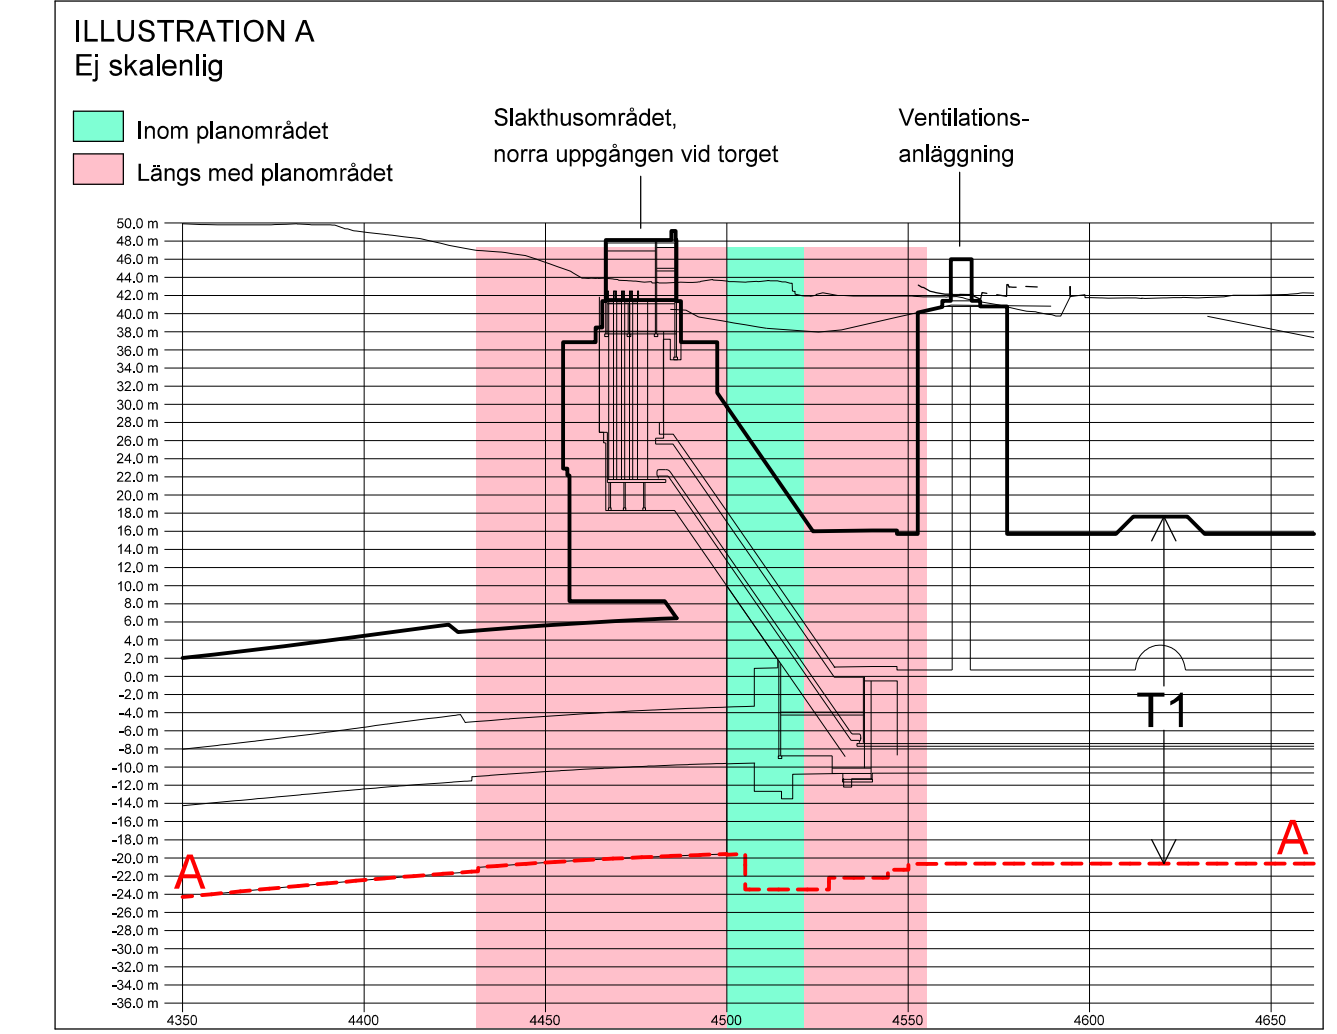 ILLUSTRATION A
Ej skalenlig
Inom planområdet
Längs med planområdet
Slakthusområdet,
norra uppgången vid torget
Ventilations-
anläggning
50.0 m
48.0 m
46.0 m
44.0 m
42.0 m
40.0 m
38.0 m
36.0 m
34.0 m
32.0 m
30.0 m
28.0 m
26.0 m
24.0 m
22.0 m
20.0 m
18.0 m
16.0 m
14.0 m
12.0 m
10.0 m
8.0 m
6.0 m
4.0 m
2.0 m
0.0 m
-2.0 m
-4.0 m
-6.0 m
-8.0 m
-10.0 m
-12.0 m
-14.0 m
-16.0 m
-18.0 m
-20.0 m
-22.0 m
-24.0 m
-26.0 m
-28.0 m
-30.0 m
-32.0 m
-34.0 m
-36.0 m
T1
A
A
4350 4400 4450 4500 4550 4600 4650